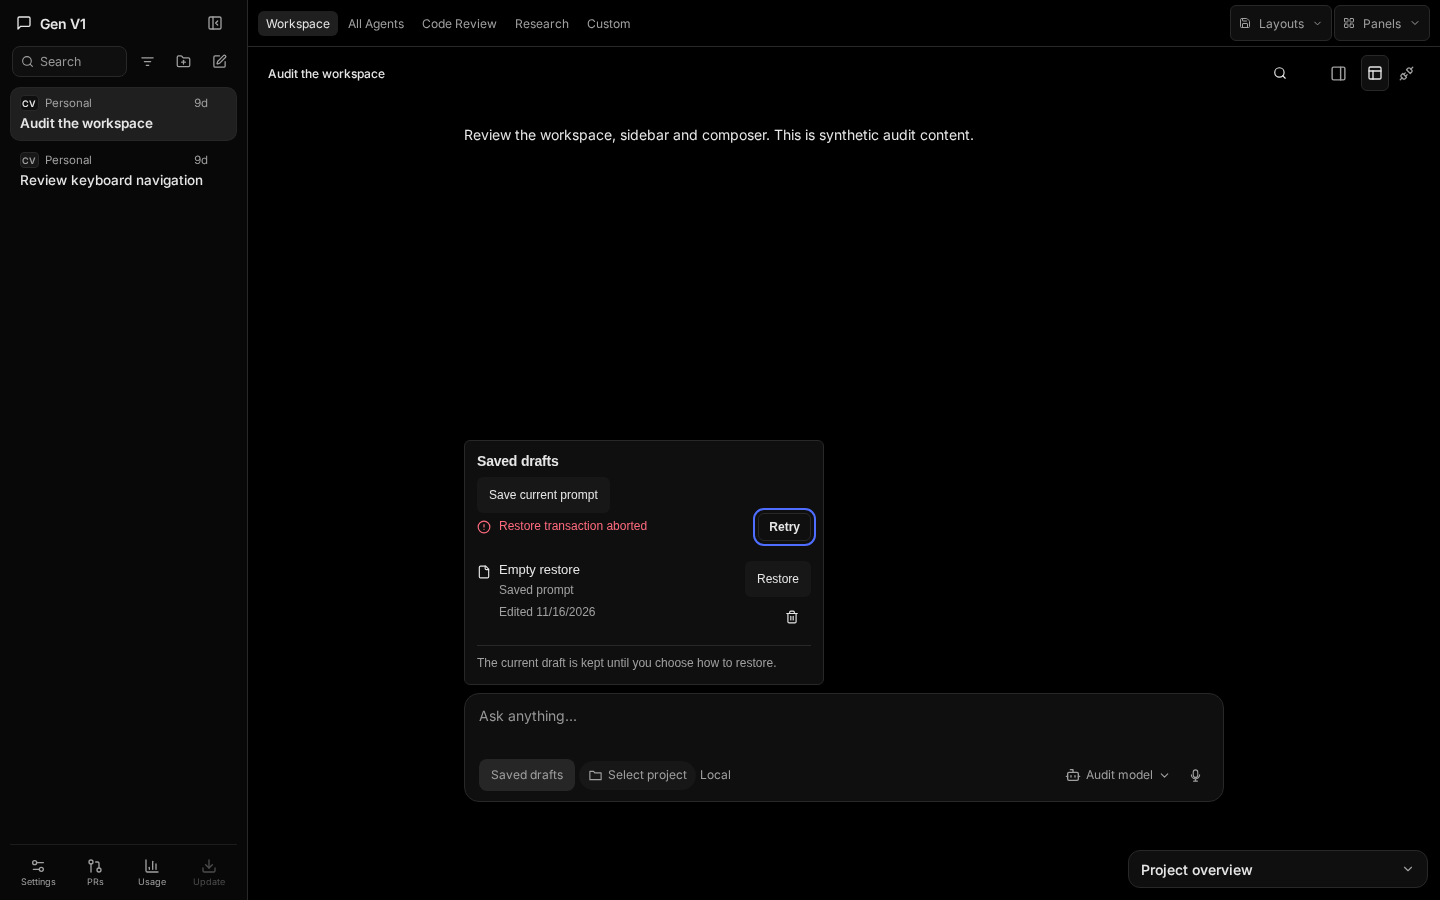 Gen V1
Search
CV Personal 9d
Audit the workspace
CV Personal 9d
Review keyboard navigation
Settings PRs Usage Update
Workspace All Agents Code Review Research Custom
Layouts Panels
Audit the workspace
Review the workspace, sidebar and composer. This is synthetic audit content.
Saved drafts
Save current prompt
Restore transaction aborted Retry
Empty restore Restore
Saved prompt
Edited 11/16/2026
The current draft is kept until you choose how to restore.
Ask anything...
Saved drafts Select project Local Audit model
Project overview